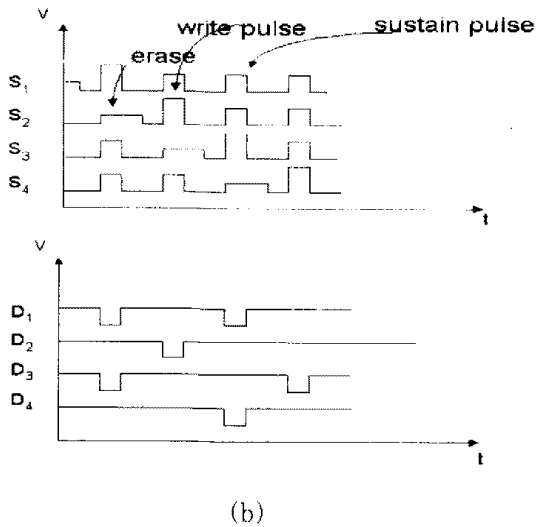 V
sustain pulse
write pulse
erase
S1
S2
S3
S4
t
V
D1
D2
D3
D4
t
(b)